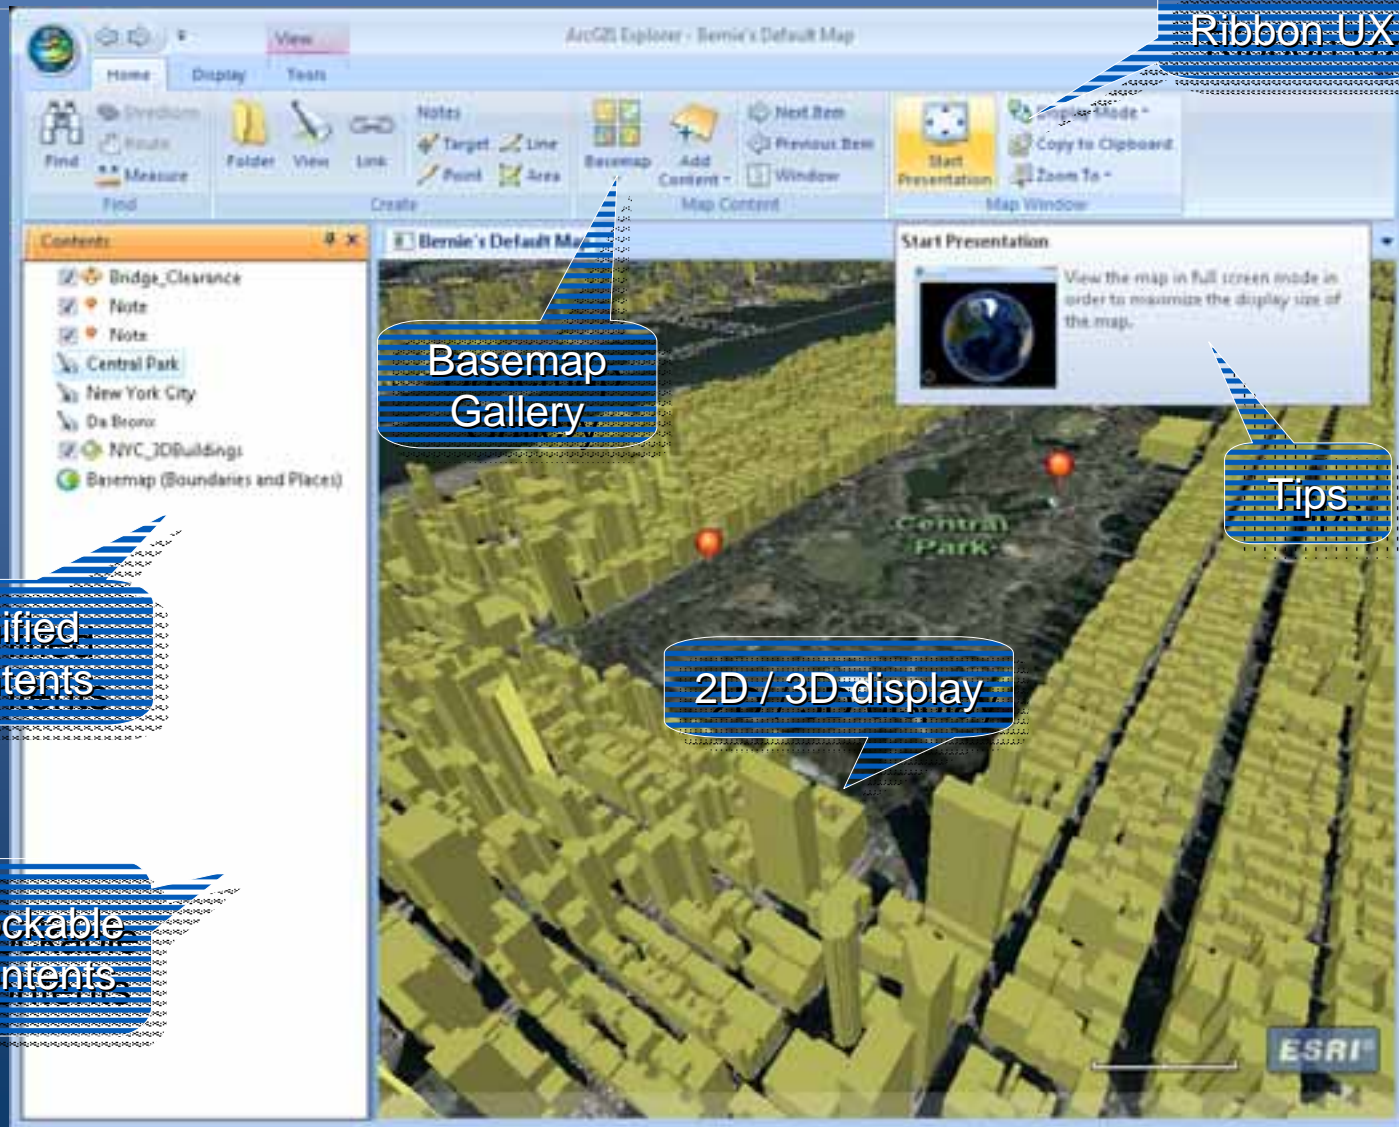 Ribbon UX
ArcGIS Explorer - Bernie's Default Map
View
Home Display Tools
Find
Directions
Route
Measure
Find
Folder View Link
Notes
Target Line
Point Area
Create
Basemap
Add Content
Next Item
Previous Item
Window
Map Content
Start Presentation
Display Mode
Copy to Clipboard
Zoom To
Map Window
Contents
Bridge_Clearance
Note
Note
Central Park
New York City
Da Bronx
NYC_3DBuildings
Basemap (Boundaries and Places)
Bernie's Default Ma
Start Presentation
View the map in full screen mode in
order to maximize the display size of
the map.
Basemap
Gallery
Tips
Central
Park
ified
tents
2D / 3D display
ckable
ntents
ESRI®